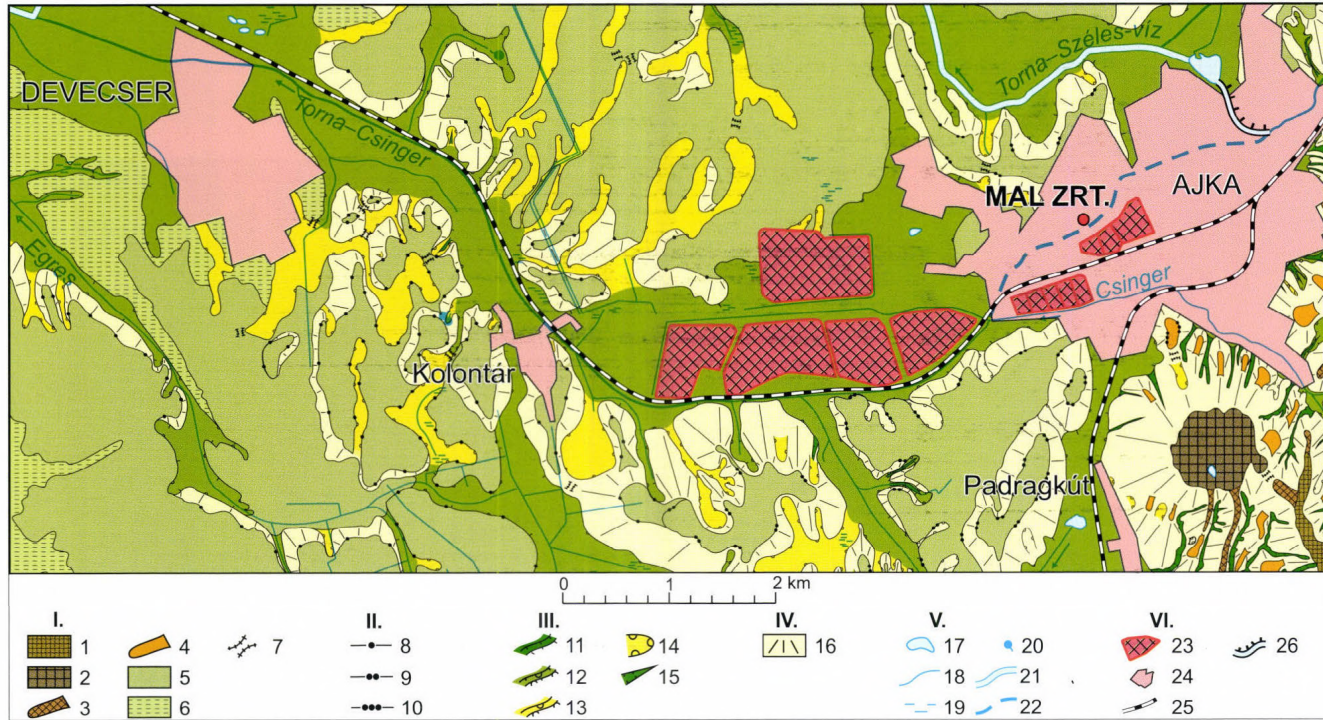 DEVECSER
Torna–Csinger
Torna–Széles-víz
MAL ZRT.
AJKA
Csinger
Egres
Kolontár
Padragkút
0 1 2 km
I. II. III. IV. V. VI.
1 4 7 8 11 14 16 17 20 23 26
2 5 9 12 15 18 21 24
3 6 10 13 19 22 25